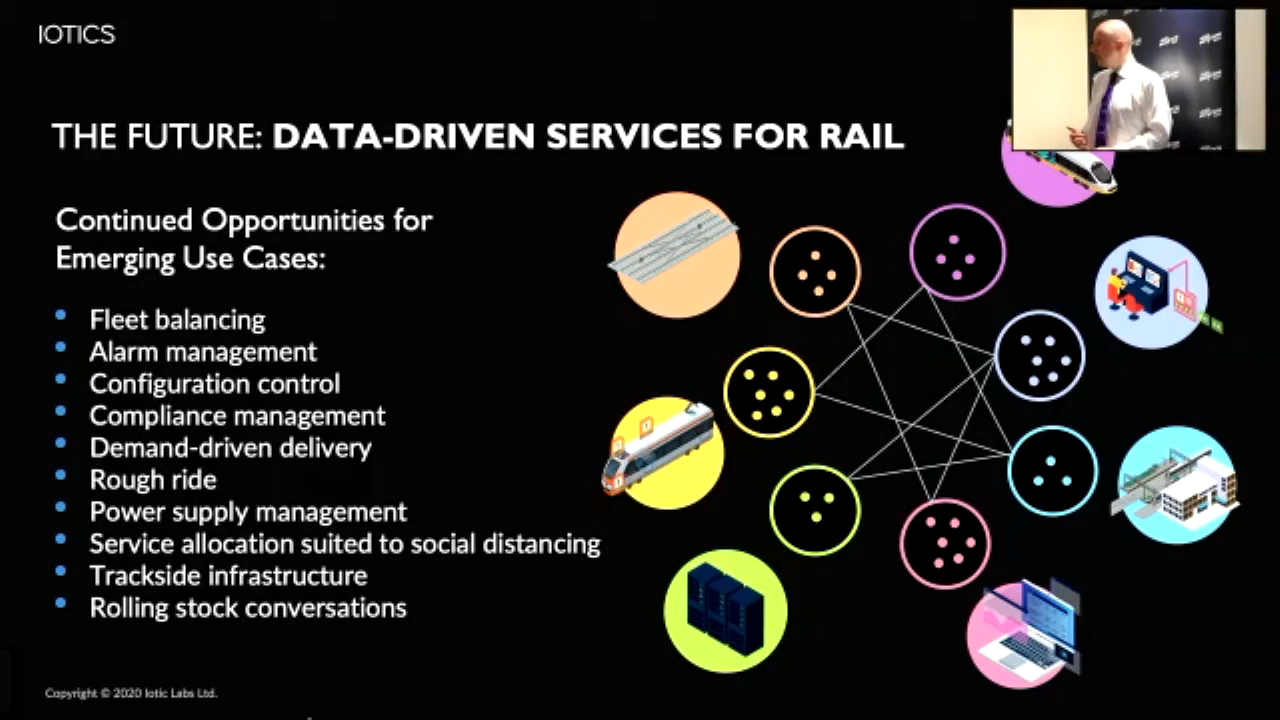 IOTICS
THE FUTURE: DATA-DRIVEN SERVICES FOR RAIL
Continued Opportunities for
Emerging Use Cases:
Fleet balancing
Alarm management
Configuration control
Compliance management
Demand-driven delivery
Rough ride
Power supply management
Service allocation suited to social distancing
Trackside infrastructure
Rolling stock conversations
Copyright © 2020 Iotic Labs Ltd.